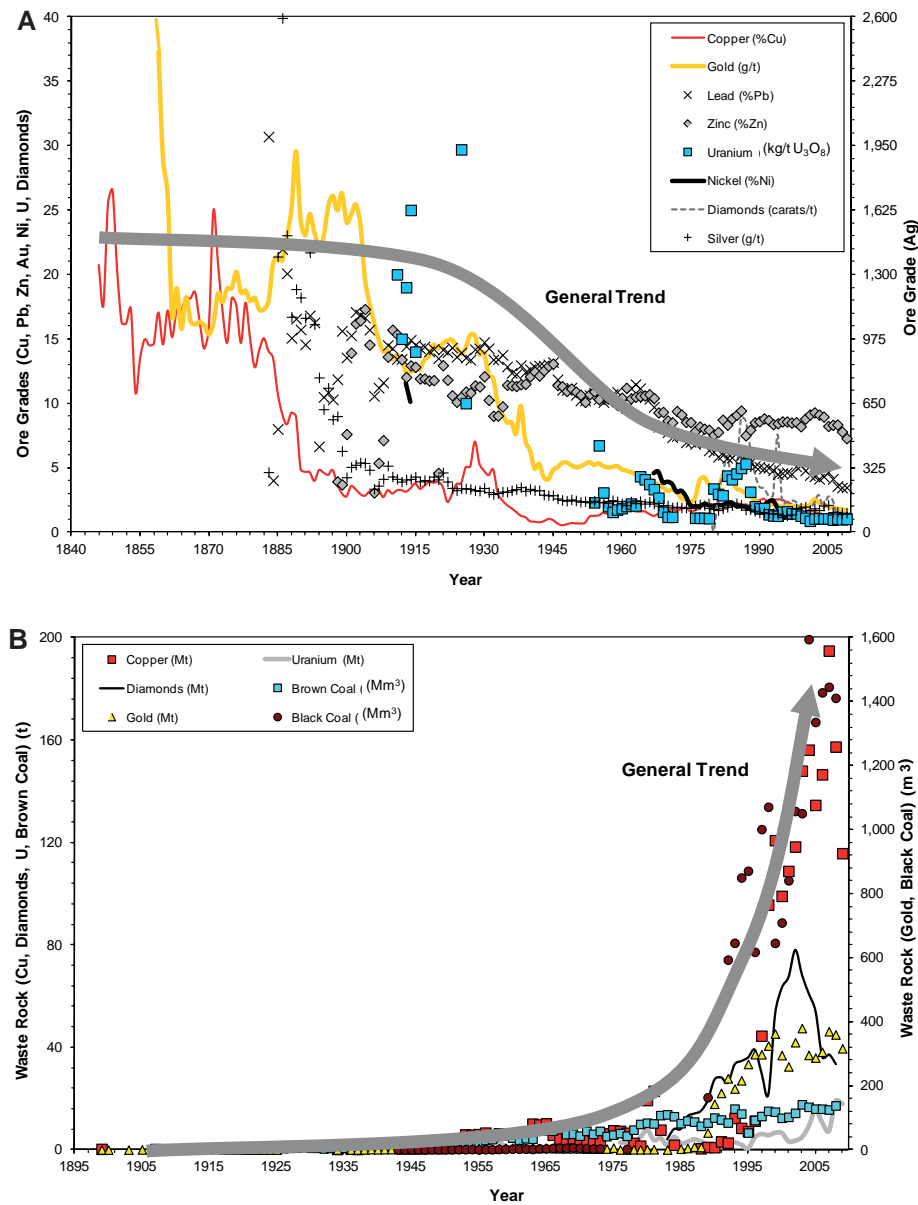 A
Ore Grades (Cu, Pb, Zn, Au, Ni, U, Diamonds)
40
35
30
25
20
15
10
5
0
2,600
2,275
1,950
1,625
1,300
975
650
325
0
Ore Grade (Ag)
Copper (%Cu)
Gold (g/t)
Lead (%Pb)
Zinc (%Zn)
Uranium ( (kg/t U₃O₈)
Nickel (%Ni)
Diamonds (carats/t)
Silver (g/t)
General Trend
1840 1855 1870 1885 1900 1915 1930 1945 1960 1975 1990 2005
Year
B
Waste Rock (Cu, Diamonds, U, Brown Coal) (t)
200
160
120
80
40
0
1,600
1,400
1,200
1,000
800
600
400
200
0
Waste Rock (Gold, Black Coal) (m 3)
Copper (Mt) Uranium (Mt)
Diamonds (Mt) Brown Coal ( (Mm³)
Gold (Mt) Black Coal ( (Mm³)
General Trend
1895 1905 1915 1925 1935 1945 1955 1965 1975 1985 1995 2005
Year